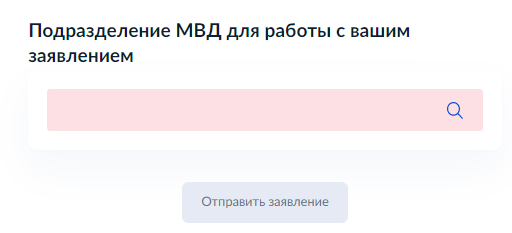 Подразделение МВД для работы с вашим
заявлением
Отправить заявление